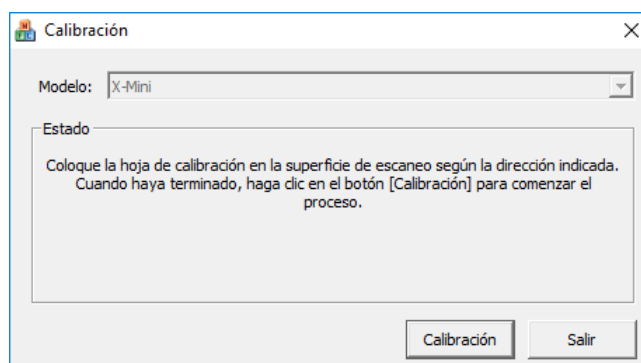 Calibración
Modelo: X-Mini
Estado
Coloque la hoja de calibración en la superficie de escaneo según la dirección indicada.
Cuando haya terminado, haga clic en el botón [Calibración] para comenzar el
proceso.
Calibración Salir